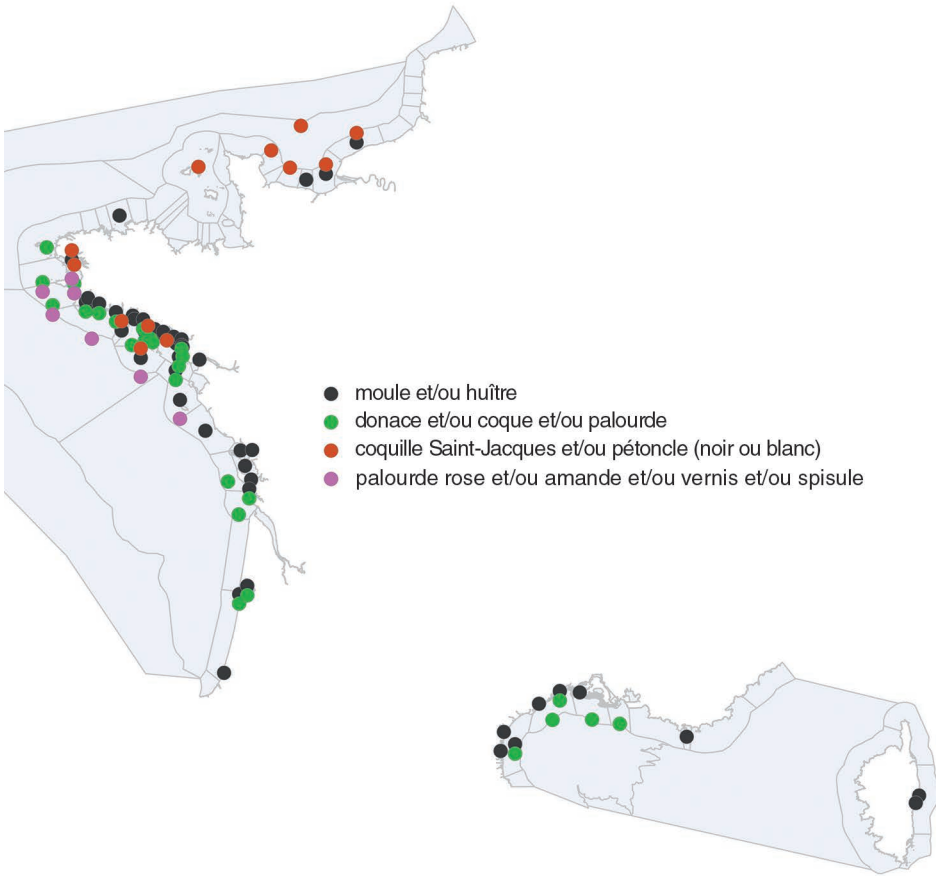 moule et/ou huître
donace et/ou coque et/ou palourde
coquille Saint-Jacques et/ou pétoncle (noir ou blanc)
palourde rose et/ou amande et/ou vernis et/ou spisule